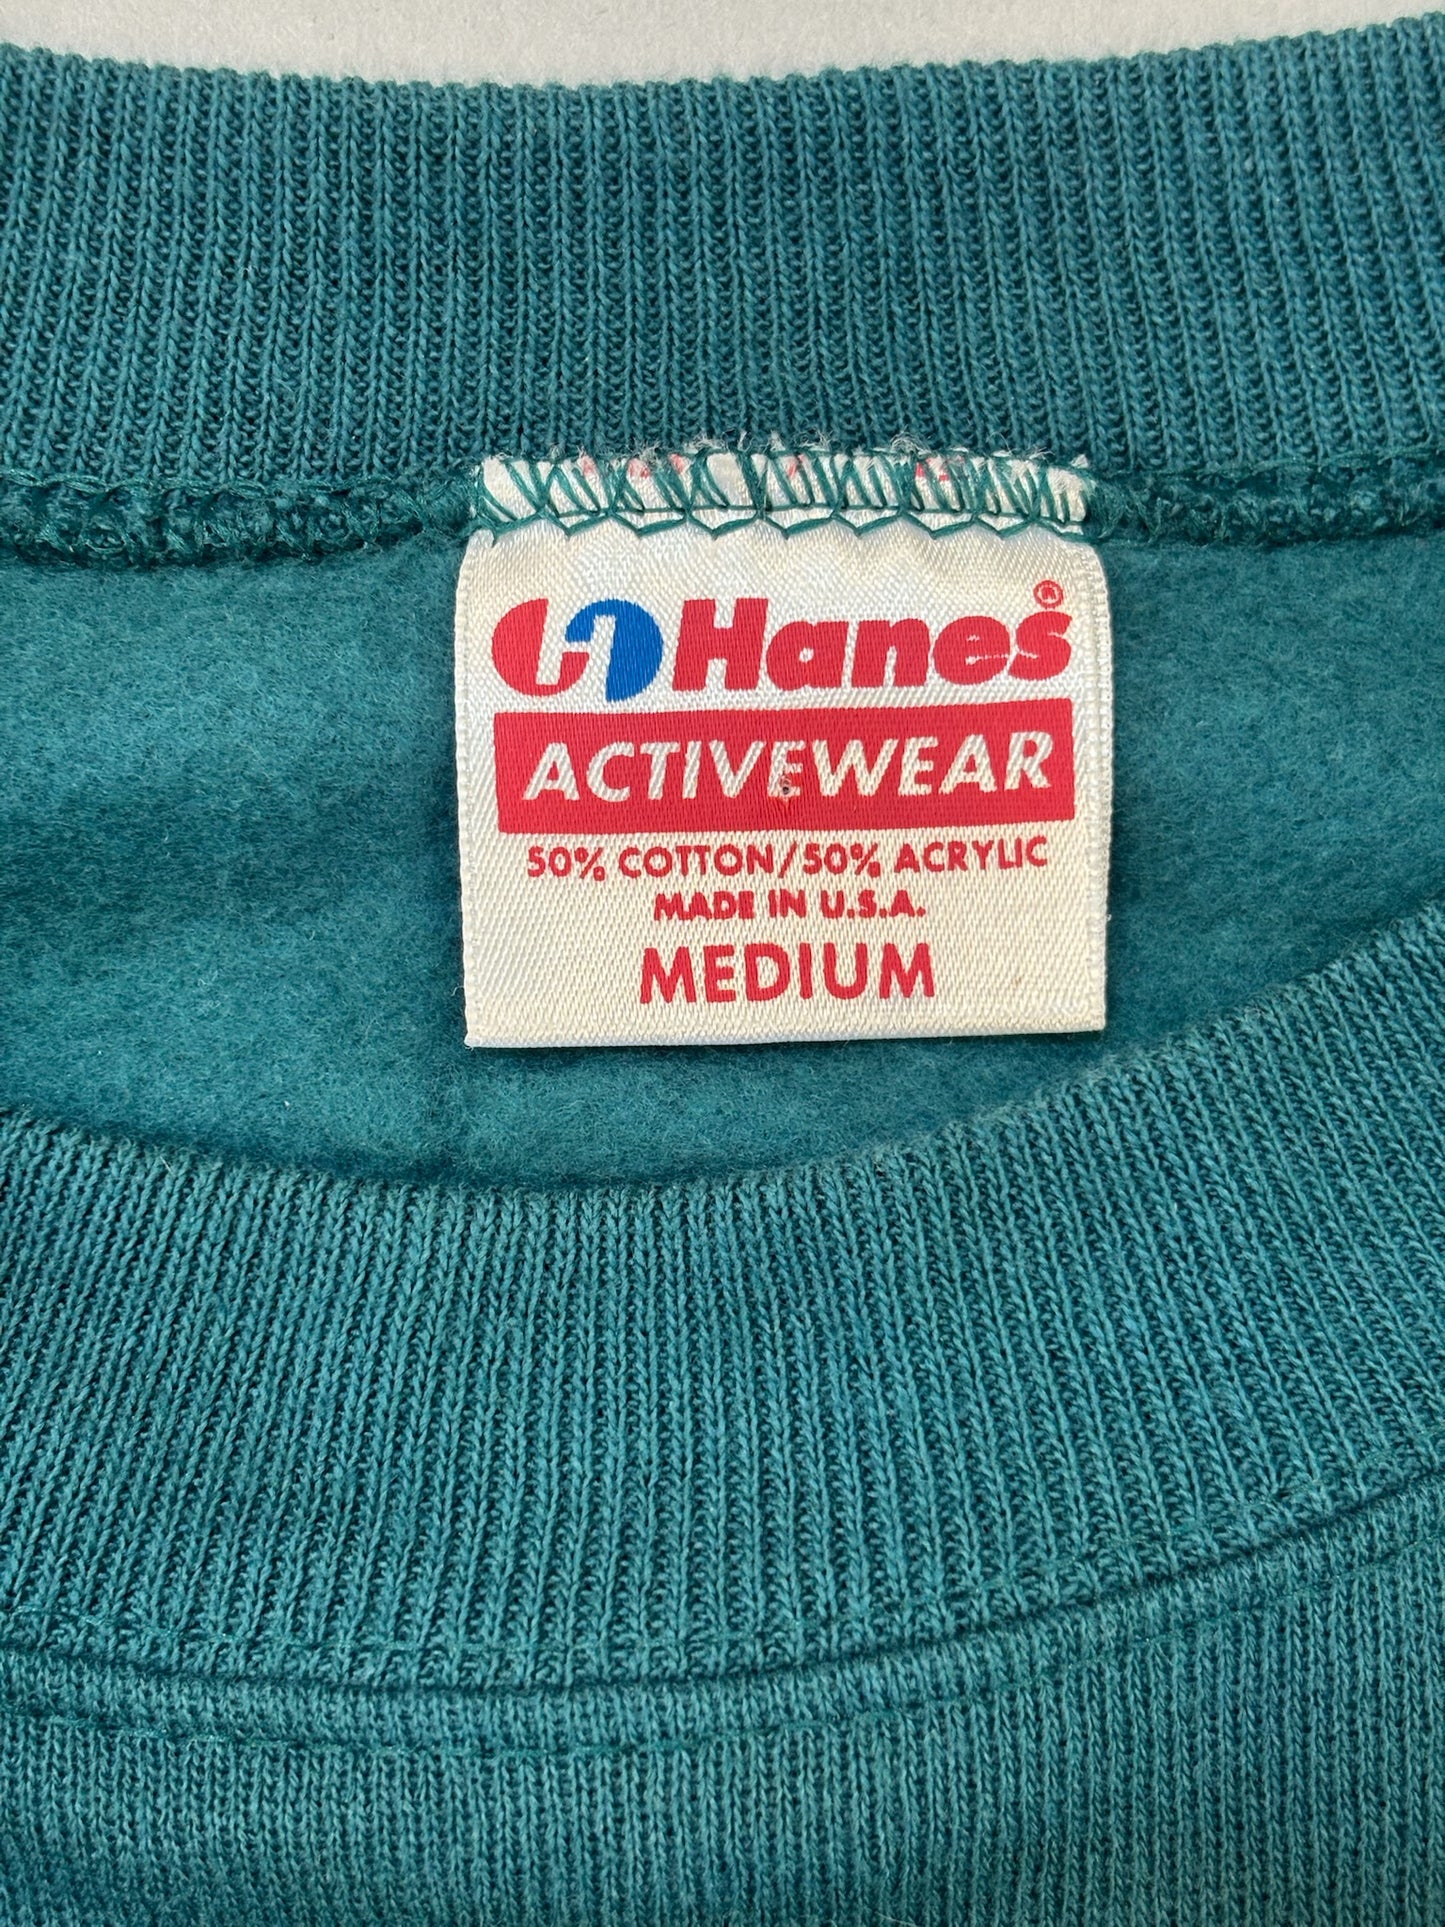 Hanes®
ACTIVEWEAR
50% COTTON/50% ACRYLIC
MADE IN U.S.A.
MEDIUM